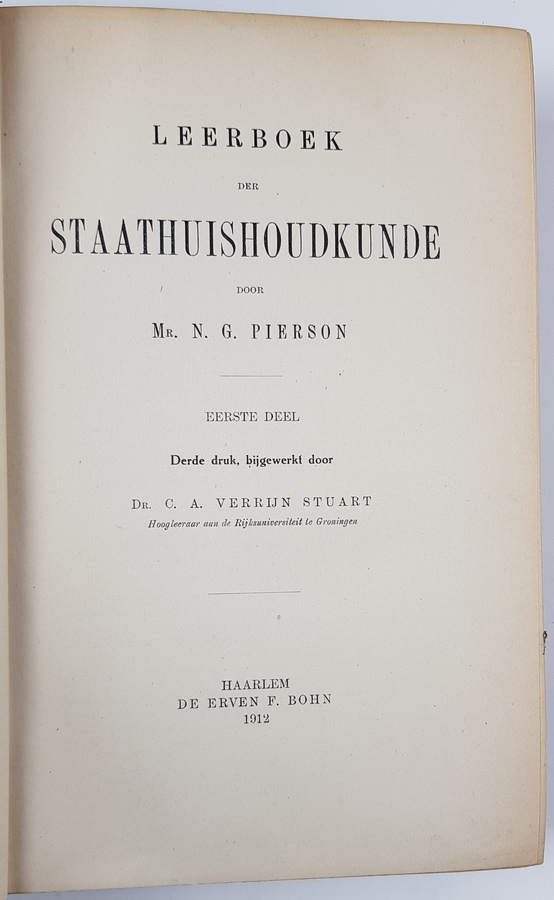 LEERBOEK
DER
STAATHUISHOUDKUNDE
DOOR
MR. N. G. PIERSON
EERSTE DEEL
Derde druk, bijgewerkt door
DR. C. A. VERRIJN STUART
Hoogleeraar aan de Rijksuniversiteit te Groningen
HAARLEM
DE ERVEN F. BOHN
1912